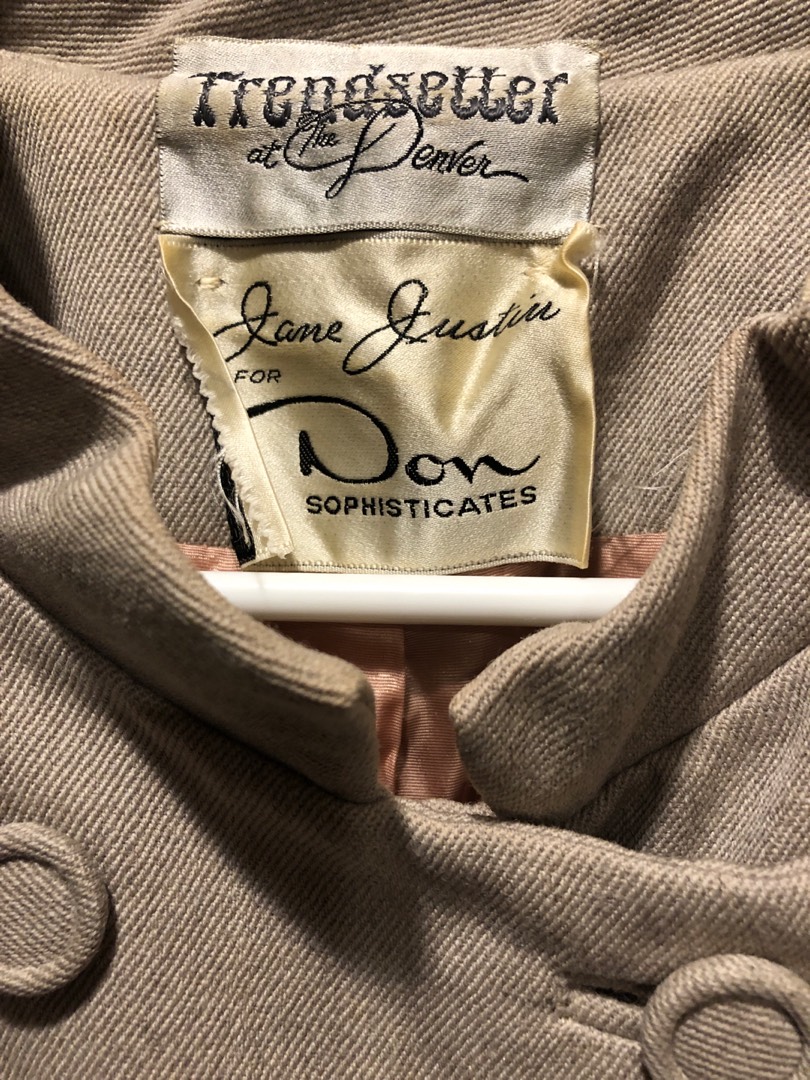 Trendsetter
at The Denver
Jane Justin
FOR
Don
SOPHISTICATES